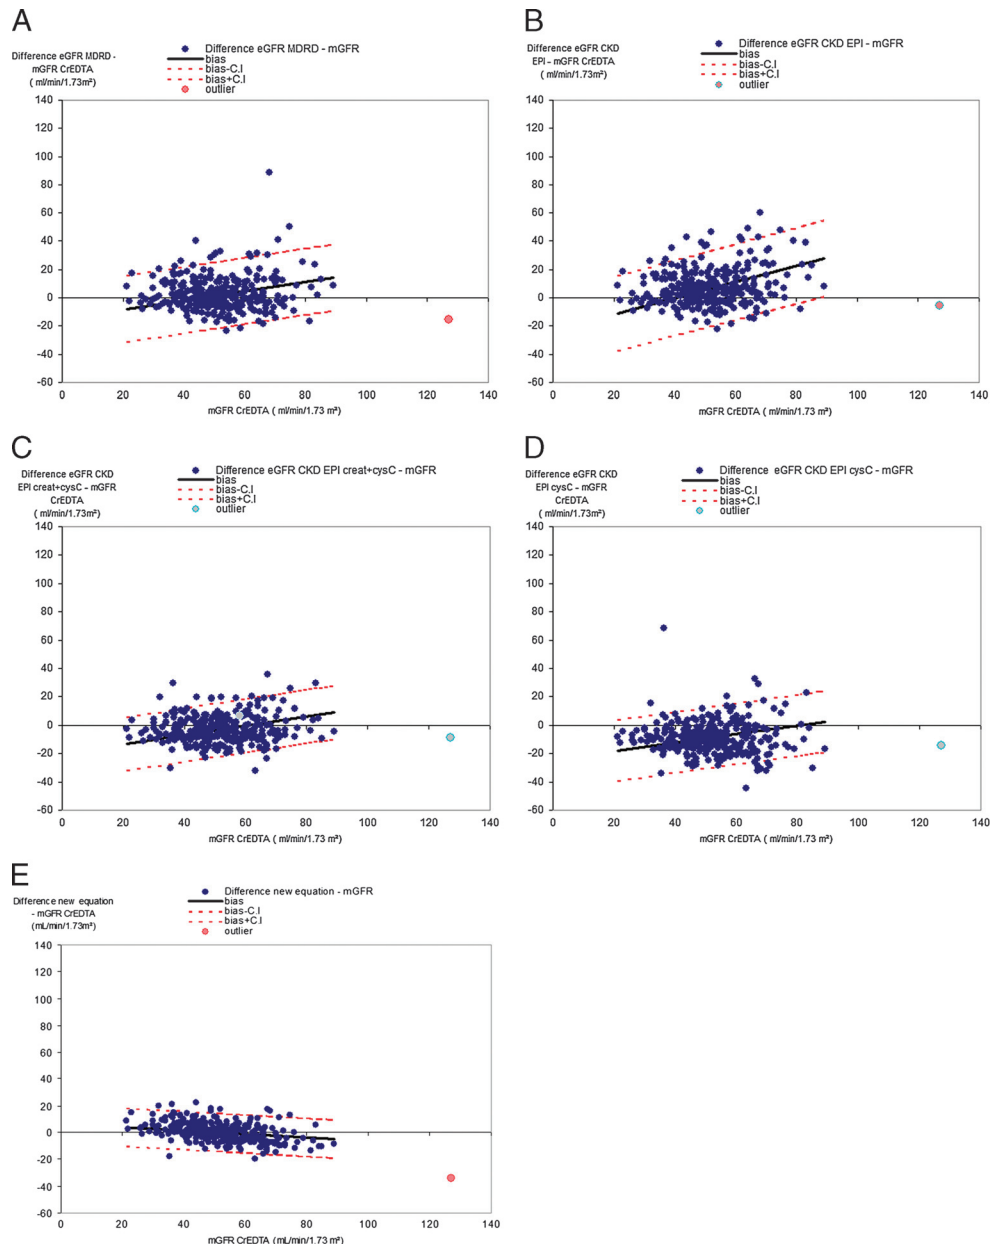 A
Difference eGFR MDRD -
mGFR CrEDTA
( ml/min/1.73m²)
Difference eGFR MDRD - mGFR
bias
bias-C.I
bias+C.I
outlier
140
120
100
80
60
40
20
0
-20
-40
-60
0 20 40 60 80 100 120 140
mGFR CrEDTA ( ml/min/1.73 m²)
B
Difference eGFR CKD
EPI - mGFR CrEDTA
( ml/min/1.73m²)
Difference eGFR CKD EPI - mGFR
bias
bias-C.I
bias+C.I
outlier
140
120
100
80
60
40
20
0
-20
-40
-60
0 20 40 60 80 100 120 140
mGFR CrEDTA ( ml/min/1.73 m²)
C
Difference eGFR CKD
EPI creat+cysC - mGFR
CrEDTA
( ml/min/1.73m²)
Difference eGFR CKD EPI creat+cysC - mGFR
bias
bias-C.I
bias+C.I
outlier
140
120
100
80
60
40
20
0
-20
-40
-60
0 20 40 60 80 100 120 140
mGFR CrEDTA ( ml/min/1.73 m²)
D
Difference eGFR CKD
EPI cysC - mGFR
CrEDTA
( ml/min/1.73m²)
Difference eGFR CKD EPI cysC - mGFR
bias
bias-C.I
bias+C.I
outlier
140
120
100
80
60
40
20
0
-20
-40
-60
0 20 40 60 80 100 120 140
mGFR CrEDTA ( ml/min/1.73 m²)
E
Difference new equation
- mGFR CrEDTA
(mL/min/1.73m²)
Difference new equation - mGFR
bias
bias-C.I
bias+C.I
outlier
140
120
100
80
60
40
20
0
-20
-40
-60
0 20 40 60 80 100 120 140
mGFR CrEDTA (mL/min/1.73 m²)